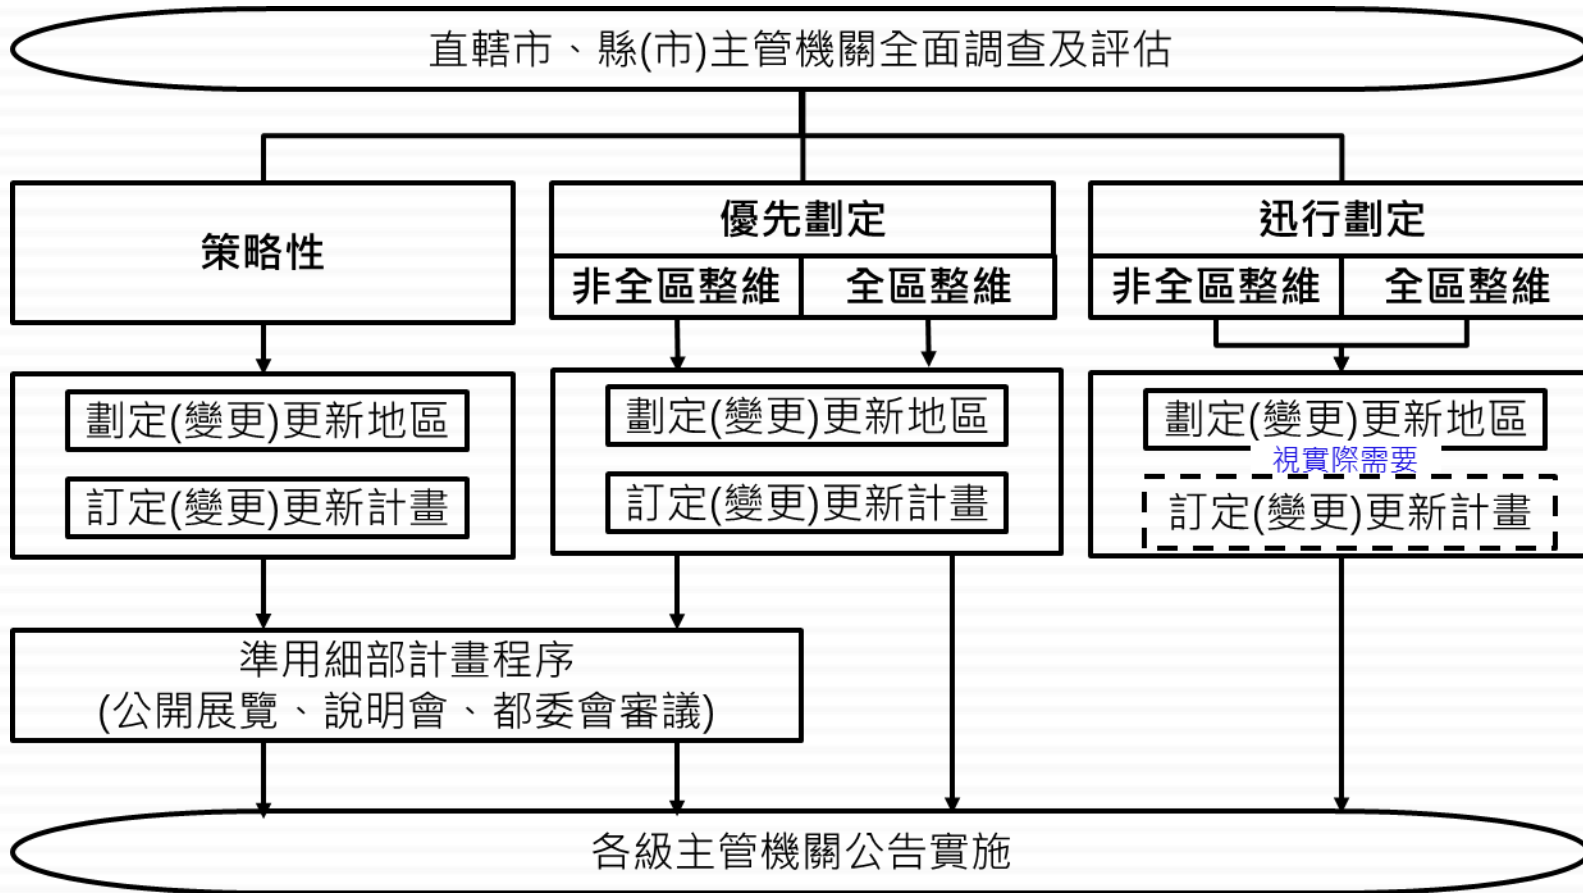 直轄市、縣(市)主管機關全面調查及評估
策略性
優先劃定
非全區整維
全區整維
迅行劃定
非全區整維
全區整維
劃定(變更)更新地區
訂定(變更)更新計畫
劃定(變更)更新地區
訂定(變更)更新計畫
劃定(變更)更新地區
視實際需要
訂定(變更)更新計畫
準用細部計畫程序
(公開展覽、說明會、都委會審議)
各級主管機關公告實施